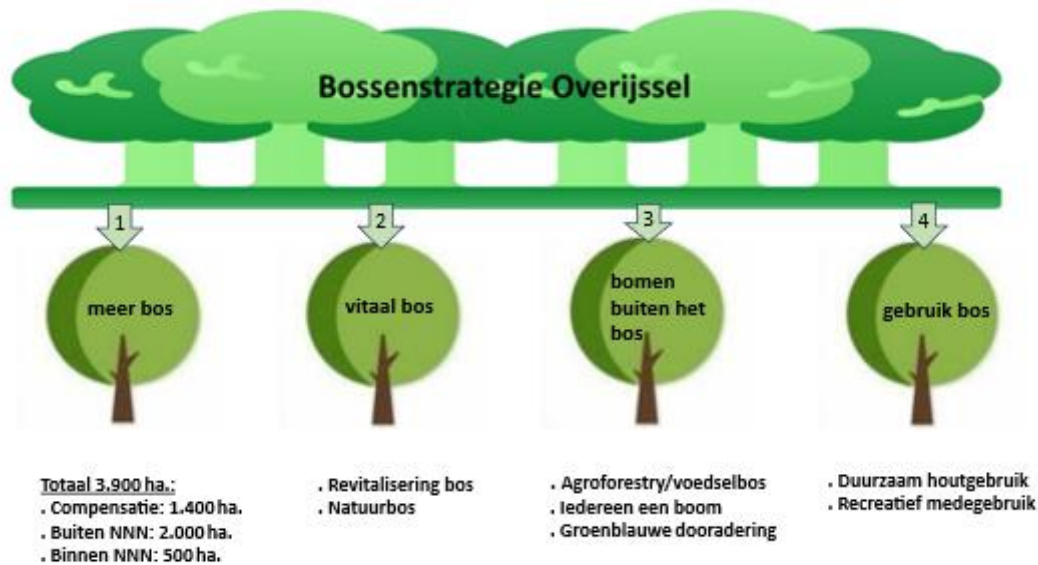 Bossenstrategie Overijssel
1
meer bos
Totaal 3.900 ha.:
. Compensatie: 1.400 ha.
. Buiten NNN: 2.000 ha.
. Binnen NNN: 500 ha.
2
vitaal bos
. Revitalisering bos
. Natuurbos
3
bomen
buiten het
bos
. Agroforestry/voedselbos
. Iedereen een boom
. Groenblauwe dooradering
4
gebruik bos
. Duurzaam houtgebruik
. Recreatief medegebruik